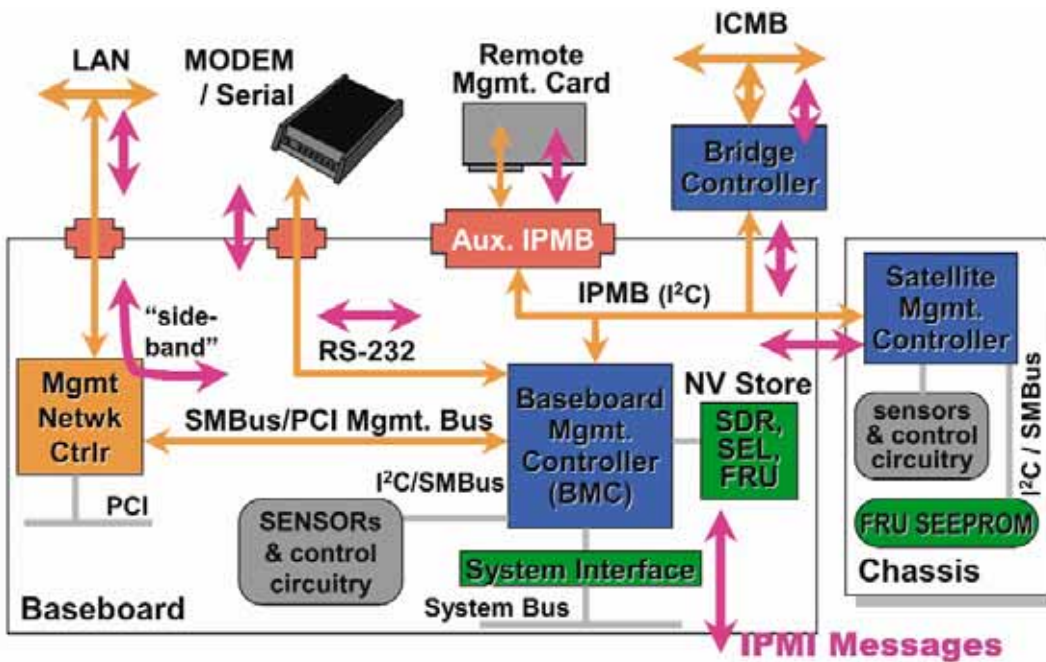 LAN
MODEM
/ Serial
Remote
Mgmt. Card
ICMB
Bridge
Controller
Aux. IPMB
IPMB (I²C)
Satellite
Mgmt.
Controller
“side-
band”
RS-232
Mgmt
Netwk
Ctrlr
SMBus/PCI Mgmt. Bus
Baseboard
Mgmt.
Controller
(BMC)
NV Store
SDR,
SEL,
FRU
sensors
& control
circuitry
I²C / SMBus
PCI
I²C/SMBus
SENSORs
& control
circuitry
FRU SEEPROM
System Interface
Chassis
Baseboard
System Bus
IPMI Messages